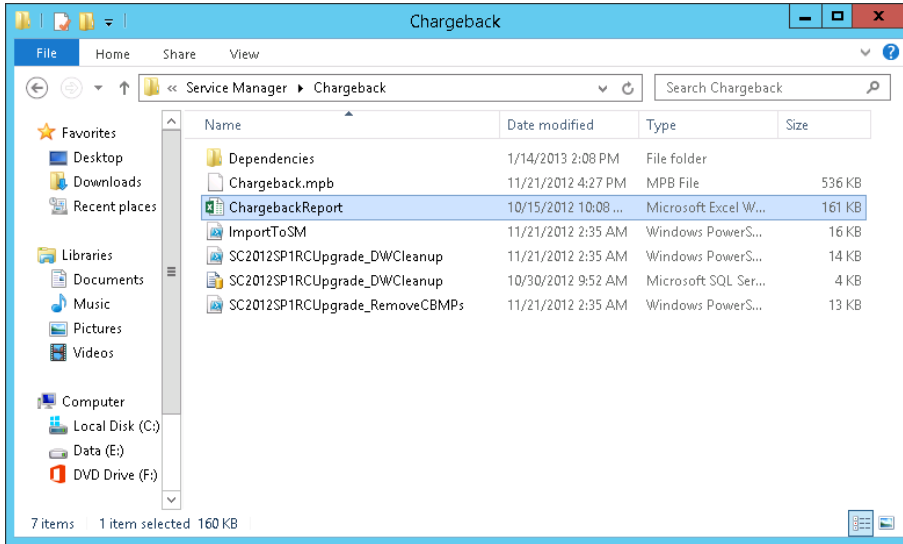 Chargeback
File Home Share View
« Service Manager Chargeback Search Chargeback
Name Date modified Type Size
Favorites
Desktop
Downloads
Recent places
Libraries
Documents
Music
Pictures
Videos
Computer
Local Disk (C:)
Data (E:)
DVD Drive (F:)
Dependencies 1/14/2013 2:08 PM File folder
Chargeback.mpb 11/21/2012 4:27 PM MPB File 536 KB
ChargebackReport 10/15/2012 10:08 ... Microsoft Excel W... 161 KB
ImportToSM 11/21/2012 2:35 AM Windows PowerS... 16 KB
SC2012SP1RCUpgrade_DWCleanup 11/21/2012 2:35 AM Windows PowerS... 14 KB
SC2012SP1RCUpgrade_DWCleanup 10/30/2012 9:52 AM Microsoft SQL Ser... 4 KB
SC2012SP1RCUpgrade_RemoveCBMPs 11/21/2012 2:35 AM Windows PowerS... 13 KB
7 items 1 item selected 160 KB